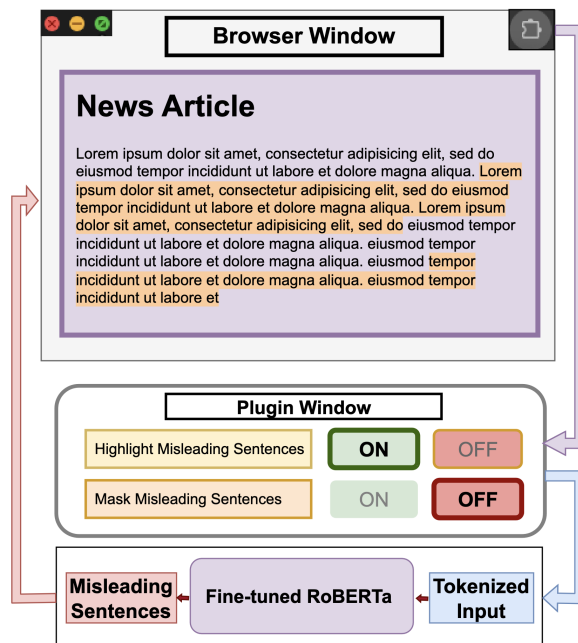 Browser Window
News Article
Lorem ipsum dolor sit amet, consectetur adipisicing elit, sed do
eiusmod tempor incididunt ut labore et dolore magna aliqua. Lorem
ipsum dolor sit amet, consectetur adipisicing elit, sed do eiusmod
tempor incididunt ut labore et dolore magna aliqua. Lorem ipsum
dolor sit amet, consectetur adipisicing elit, sed do eiusmod tempor
incididunt ut labore et dolore magna aliqua. eiusmod tempor
incididunt ut labore et dolore magna aliqua. eiusmod tempor
incididunt ut labore et dolore magna aliqua. eiusmod tempor
incididunt ut labore et
Plugin Window
Highlight Misleading Sentences ON OFF
Mask Misleading Sentences ON OFF
Misleading
Sentences
Fine-tuned RoBERTa
Tokenized
Input